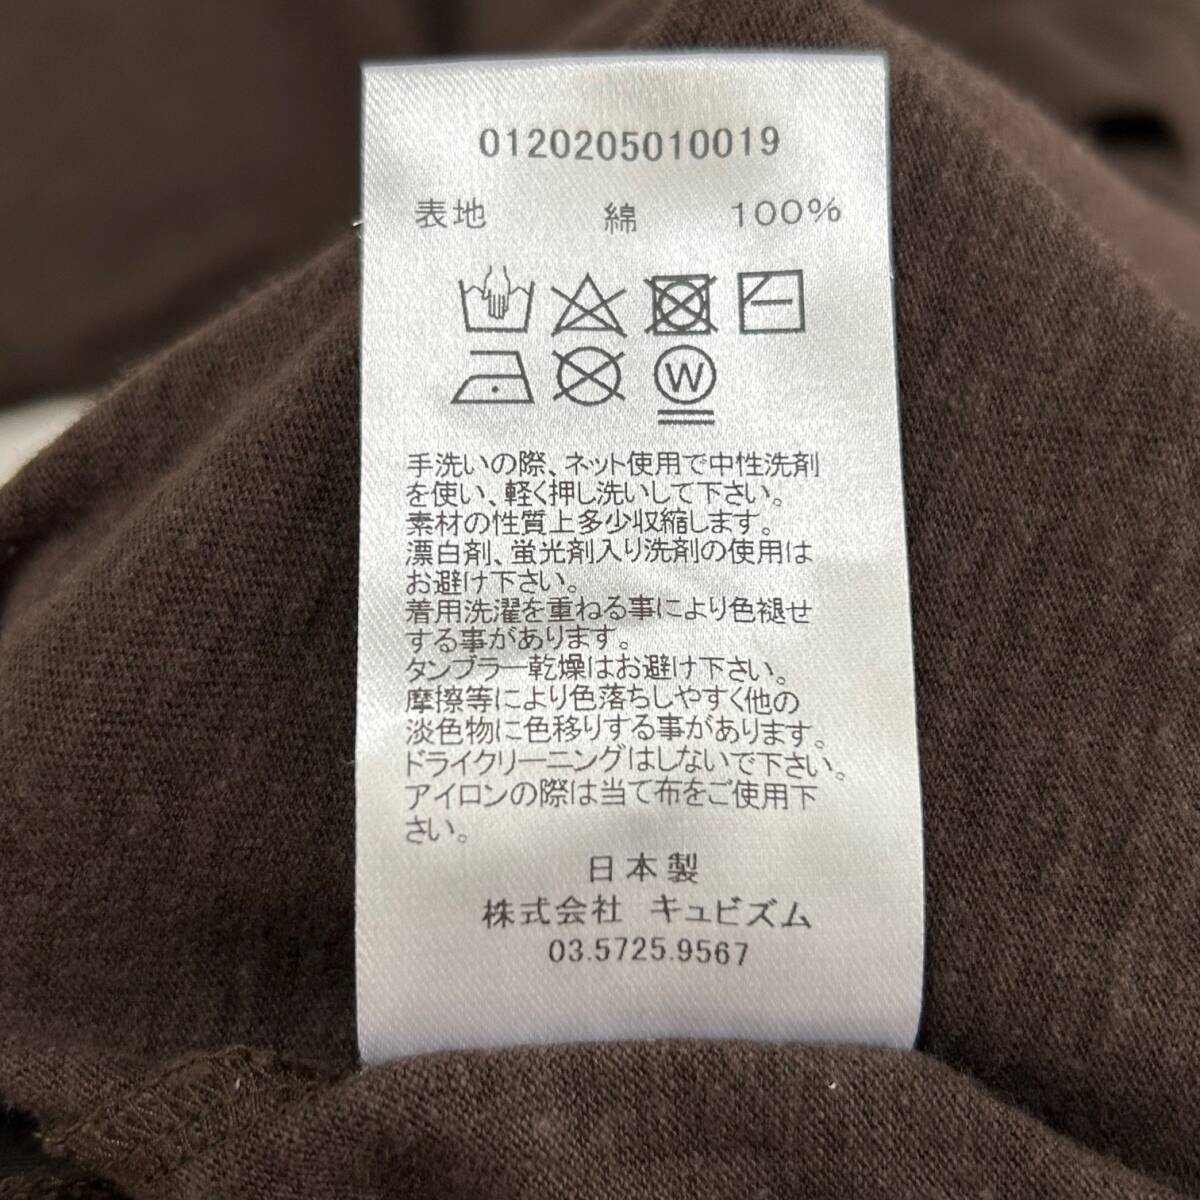 0120205010019
表地 綿 100%
W
手洗いの際、ネット使用で中性洗剤
を使い、軽く押し洗いして下さい。
素材の性質上多少収縮します。
漂白剤、蛍光剤入り洗剤の使用は
お避け下さい。
着用洗濯を重ねる事により色褪せ
する事があります。
タンブラー乾燥はお避け下さい。
摩擦等により色落ちしやすく他の
淡色物に色移りする事があります。
ドライクリーニングはしないで下さい。
アイロンの際は当て布をご使用下
さい。
日本製
株式会社 キュビズム
03.5725.9567